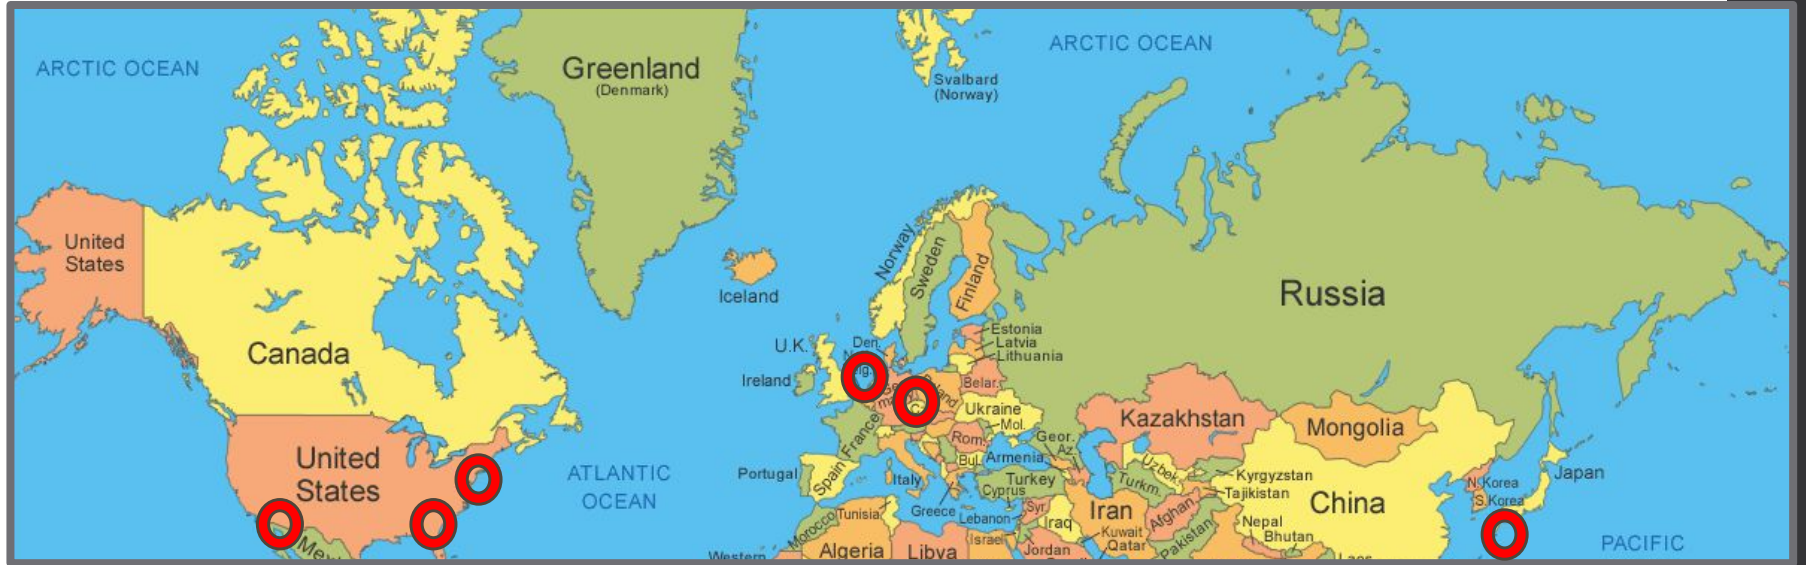 ARCTIC OCEAN
Greenland
(Denmark)
Svalbard
(Norway)
ARCTIC OCEAN
United
States
Canada
Iceland
Norway
Sweden
Finland
Russia
Estonia
Latvia
Lithuania
U.K.
Den.
Ireland
Belar.
Ukraine
Mol.
Kazakhstan
Mongolia
France
Rom.
Geor.
Az.
Armenia
Bul.
United
States
ATLANTIC
OCEAN
Portugal
Spain
Italy
Greece
Turkey
Cyprus
Lebanon
Syr.
Israel
Iraq
Iran
Uzbek.
Turkm.
Kyrgyzstan
Tajikistan
Afghan.
Pakistan
China
N. Korea
S. Korea
Japan
Nepal
Bhutan
Morocco
Tunisia
Algeria
Libya
Jordan
Kuwait
Qatar
Western
PACIFIC